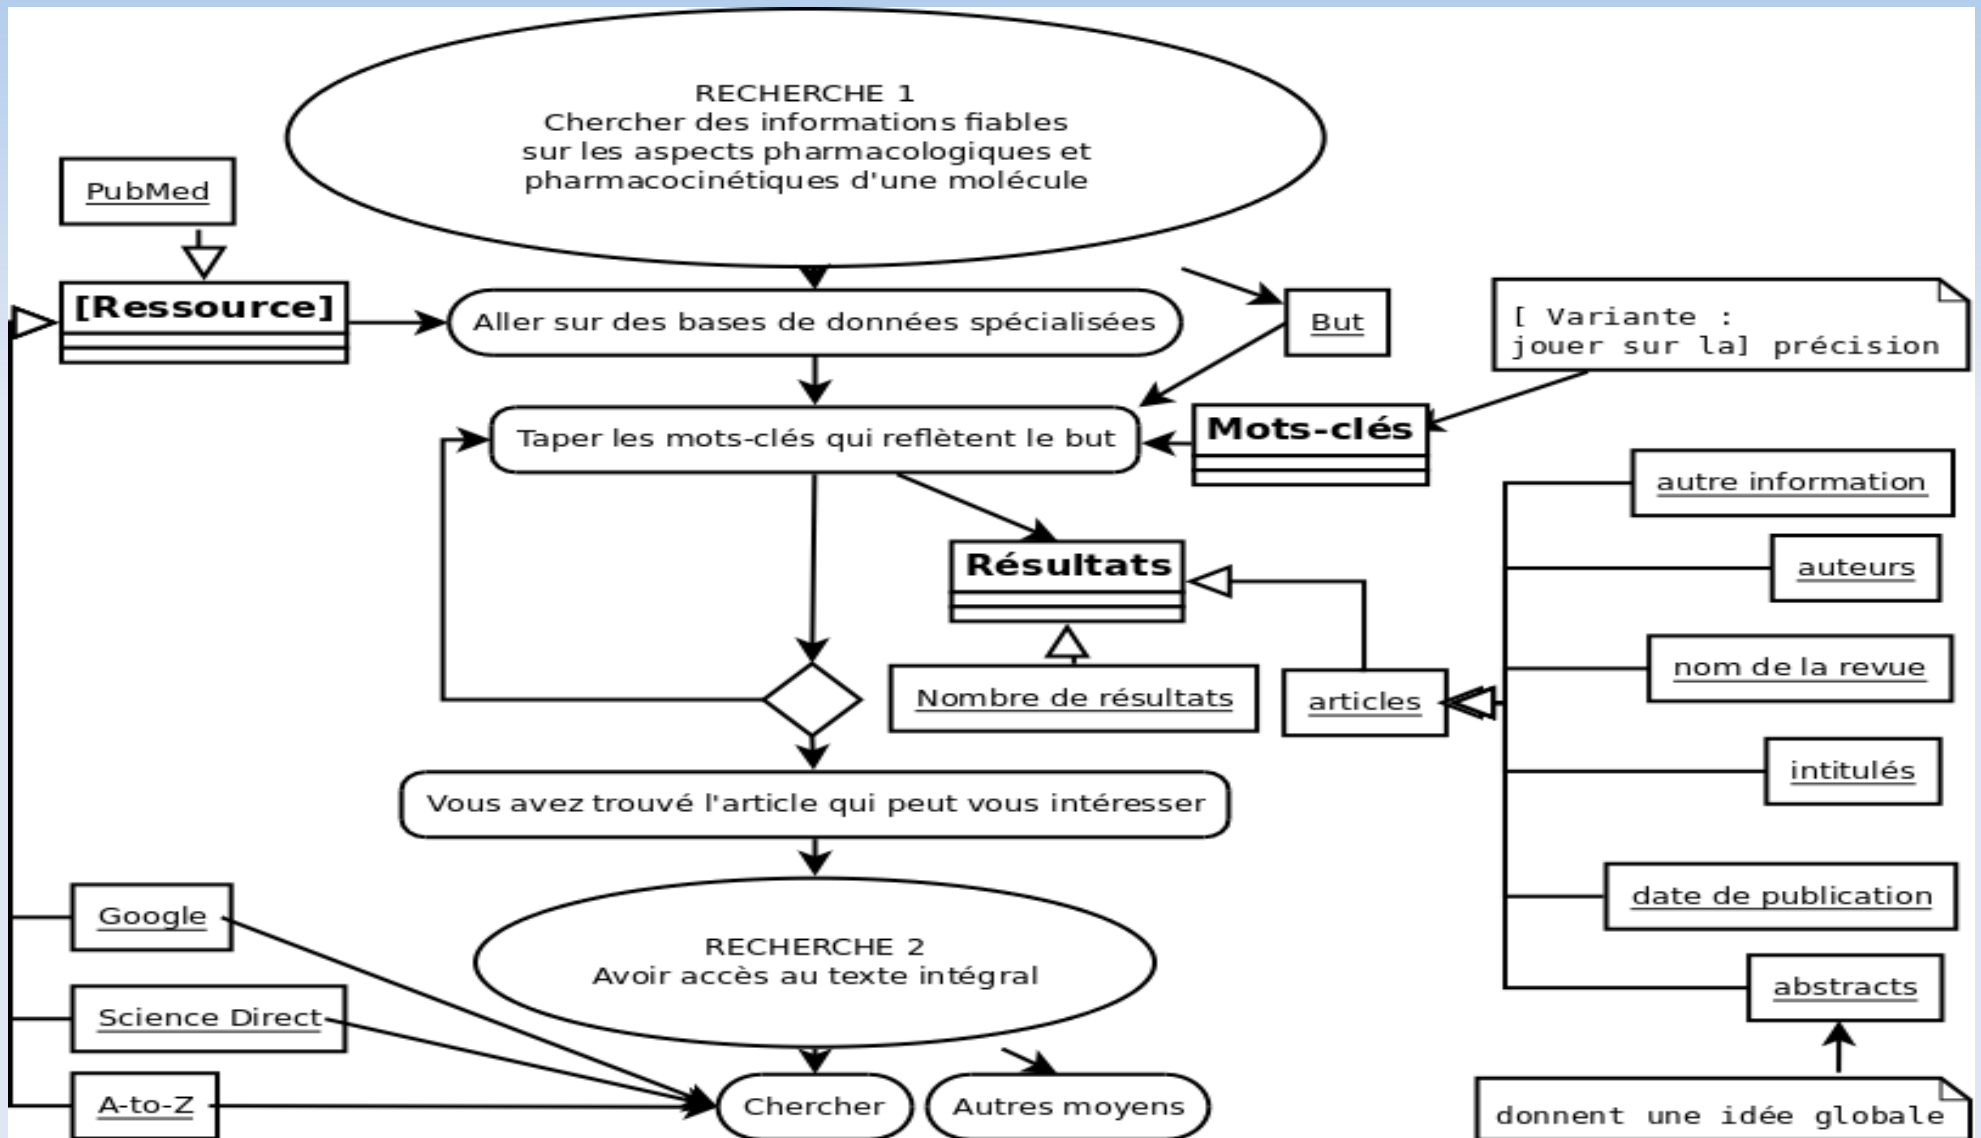 RECHERCHE 1
Chercher des informations fiables
sur les aspects pharmacologiques et
pharmacocinétiques d'une molécule
PubMed
[Ressource]
Aller sur des bases de données spécialisées
But
[ Variante :
jouer sur la] précision
Taper les mots-clés qui reflètent le but
Mots-clés
autre information
auteurs
Résultats
nom de la revue
Nombre de résultats
articles
intitulés
Vous avez trouvé l'article qui peut vous intéresser
date de publication
Google
RECHERCHE 2
Avoir accès au texte intégral
abstracts
Science Direct
A-to-Z
Chercher
Autres moyens
donnent une idée globale